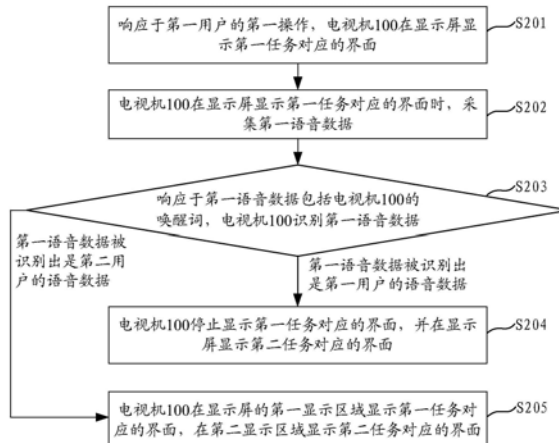 响应于第一用户的第一操作，电视机100在显示屏显
示第一任务对应的界面
S201
电视机100在显示屏显示第一任务对应的界面时，采
集第一语音数据
S202
响应于第一语音数据包括电视机100的
唤醒词，电视机100识别第一语音数据
S203
第一语音数据被
识别出是第二用
户的语音数据
第一语音数据被识别出
是第一用户的语音数据
电视机100停止显示第一任务对应的界面，并在显示
屏显示第二任务对应的界面
S204
电视机100在显示屏的第一显示区域显示第一任务对
应的界面，在第二显示区域显示第二任务对应的界面
S205